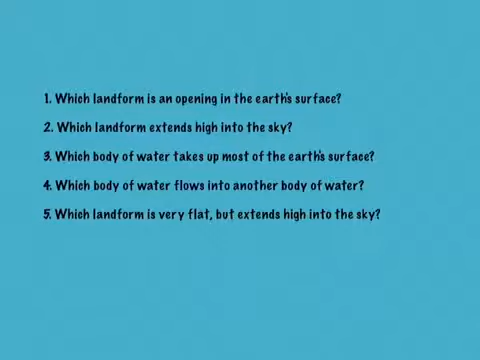 1. Which landform is an opening in the earth's surface?
2. Which landform extends high into the sky?
3. Which body of water takes up most of the earth's surface?
4. Which body of water flows into another body of water?
5. Which landform is very flat, but extends high into the sky?